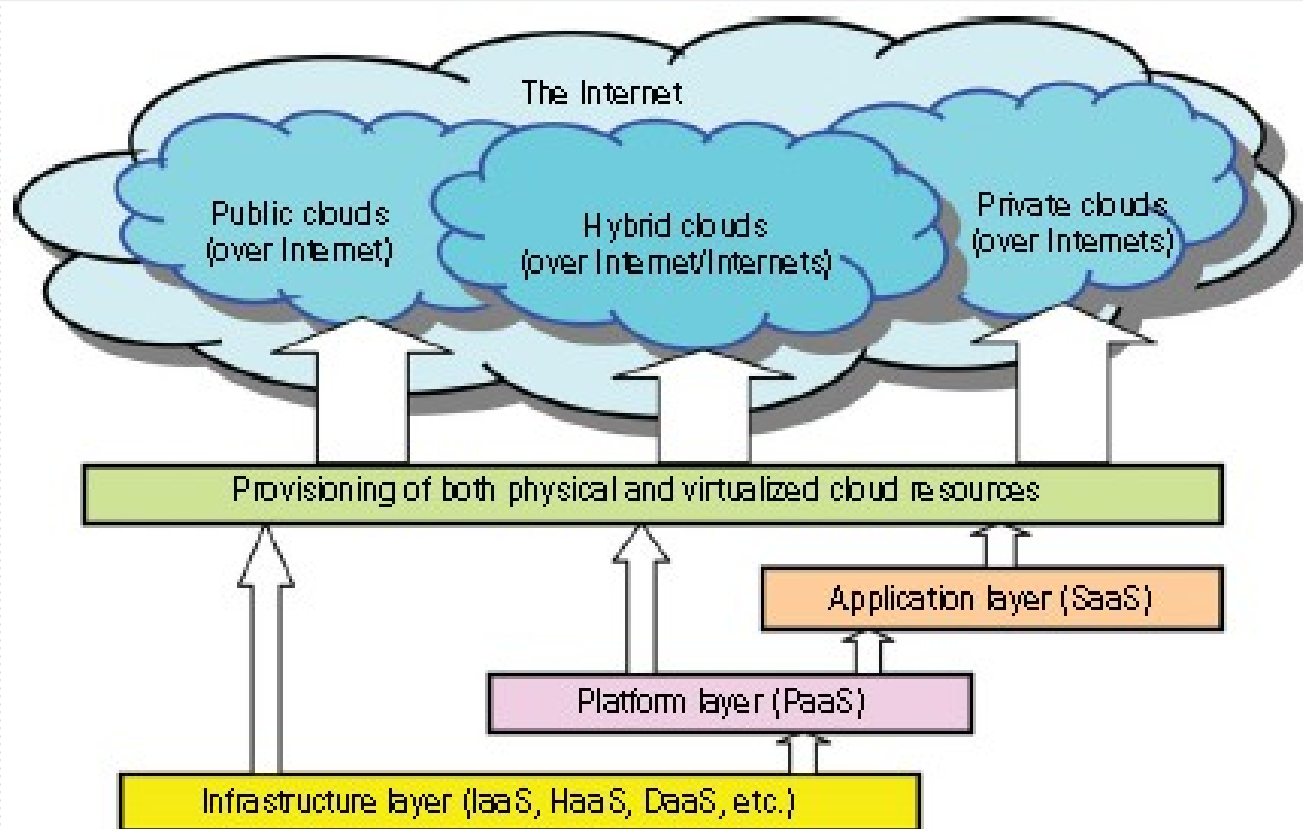 The Internet
Public clouds
(over Internet)
Hybrid clouds
(over Internet/Internets)
Private clouds
(over Internets)
Provisioning of both physical and virtualized cloud resources
Application layer (SaaS)
Platform layer (PaaS)
Infrastructure layer (IaaS, HaaS, DaaS, etc.)